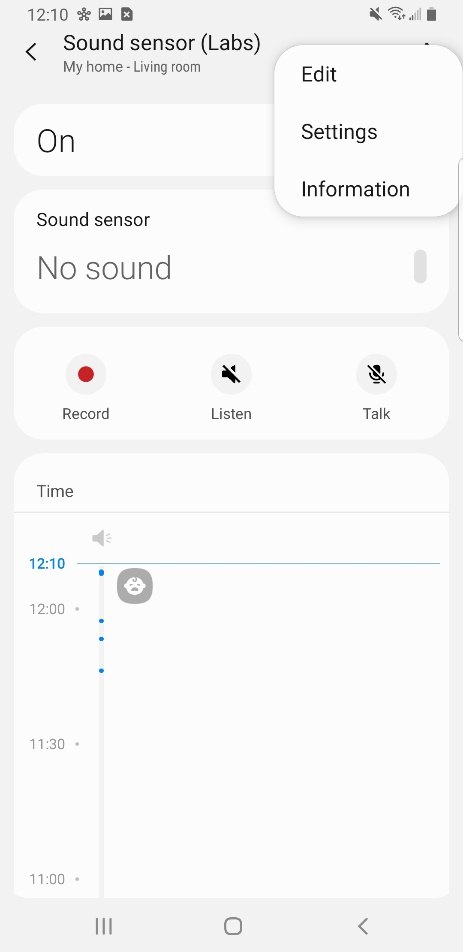 12:10
Sound sensor (Labs)
My home - Living room
Edit
Settings
Information
On
Sound sensor
No sound
Record
Listen
Talk
Time
12:10
12:00
11:30
11:00